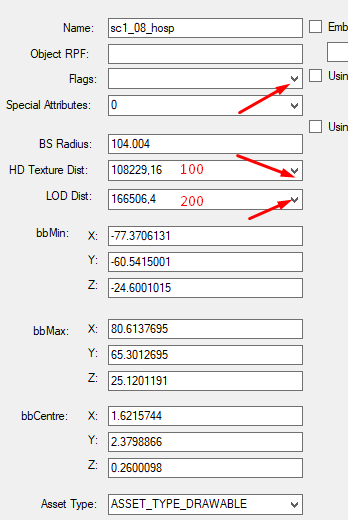 Name: sc1_08_hosp Emb
Object RPF:
Flags: Usin
Special Attributes: 0
Usin
BS Radius: 104.004
HD Texture Dist: 108229,16 100
LOD Dist: 166506,4 200
bbMin: X: -77.3706131
Y: -60.5415001
Z: -24.6001015
bbMax: X: 80.6137695
Y: 65.3012695
Z: 25.1201191
bbCentre: X: 1.6215744
Y: 2.3798866
Z: 0.2600098
Asset Type: ASSET_TYPE_DRAWABLE